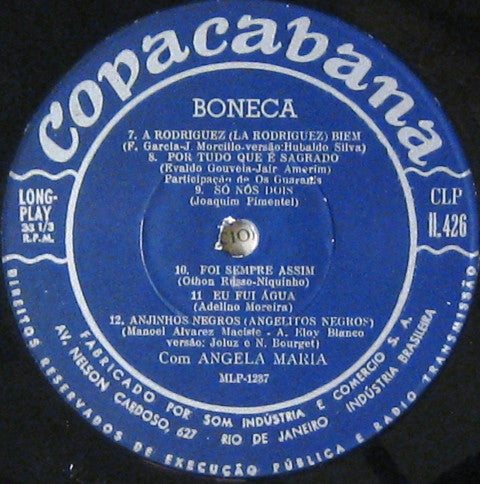 Copacabana
BONECA
7. A RODRIGUEZ (LA RODRIGUEZ) BIEM
(F. Garcia-J. Morcillo-versão:Hubaldo Silva)
8. POR TUDO QUE É SAGRADO
(Evaldo Gouveia-Jair Amorim)
Participação de Os Guaranis
9. SÓ NÓS DOIS
(Joaquim Pimentel)
LONG-
PLAY
33 1/3
R.P.M.
CLP
11.426
10. FOI SEMPRE ASSIM
(Othon Russo-Niquinho)
11 EU FUI ÁGUA
(Adelino Moreira)
12. ANJINHOS NEGROS (ANGELITOS NEGROS)
(Manoel Alvarez Maciste - A. Eloy Blanco
versão: Joluz e N. Bourget)
Com ANGELA MARIA
MLP-1287
FABRICADO POR SOM INDÚSTRIA E COMERCIO S. A.
AV. NELSON CARDOSO, 627 · RIO DE JANEIRO · INDÚSTRIA BRASILEIRA
DIREITOS RESERVADOS DE EXECUÇÃO PÚBLICA E RADIO TRANSMISSÃO